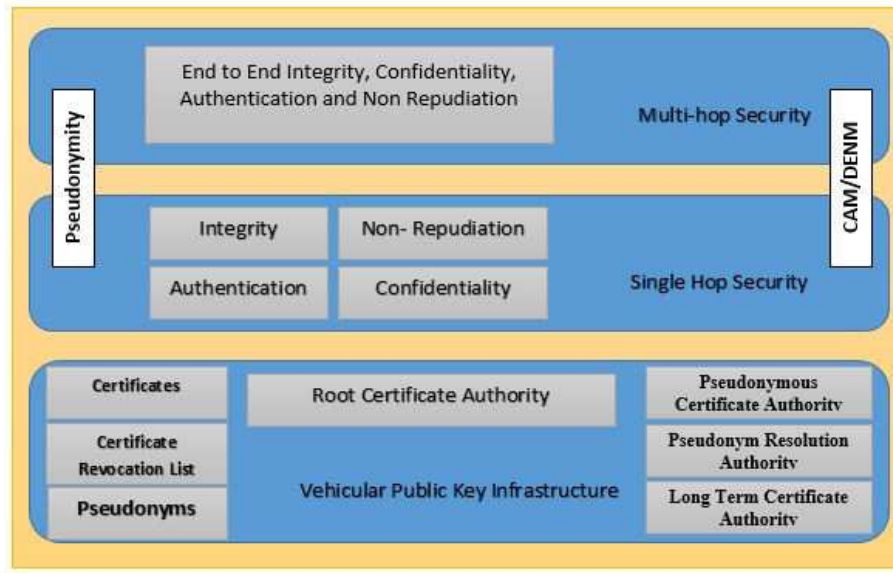 End to End Integrity, Confidentiality,
Authentication and Non Repudiation
Multi-hop Security
Pseudonymity
CAM/DENM
Integrity
Non- Repudiation
Authentication
Confidentiality
Single Hop Security
Certificates
Root Certificate Authority
Pseudonymous
Certificate Authority
Certificate
Revocation List
Pseudonym Resolution
Authority
Pseudonyms
Vehicular Public Key Infrastructure
Long Term Certificate
Authority